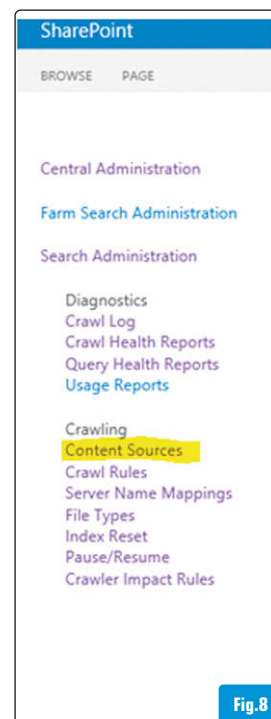 SharePoint
BROWSE PAGE
Central Administration
Farm Search Administration
Search Administration
Diagnostics
Crawl Log
Crawl Health Reports
Query Health Reports
Usage Reports
Crawling
Content Sources
Crawl Rules
Server Name Mappings
File Types
Index Reset
Pause/Resume
Crawler Impact Rules
Fig.8